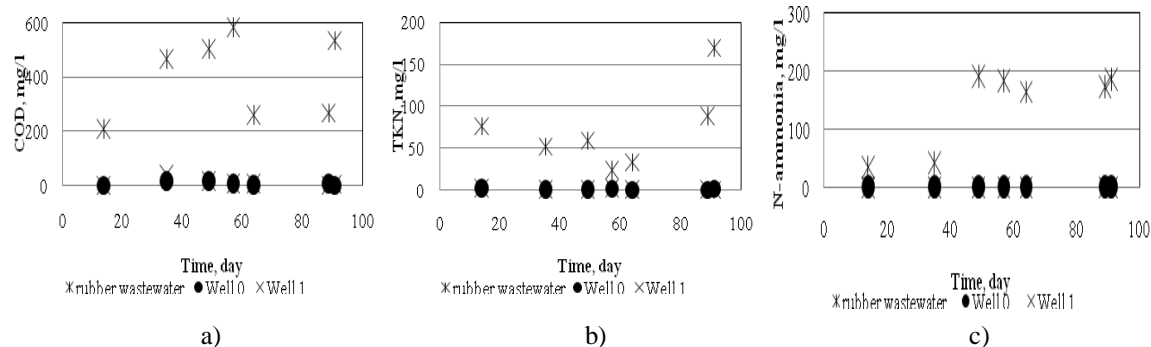 COD, mg/l
600
400
200
0
0 20 40 60 80 100
Time, day
rubber wastewater Well 0 Well 1
a)
TKN, mg/l
200
150
100
50
0
0 20 40 60 80 100
Time, day
rubber wastewater Well 0 Well 1
b)
N-ammonia, mg/l
300
200
100
0
0 20 40 60 80 100
Time, day
rubber wastewater Well 0 Well 1
c)